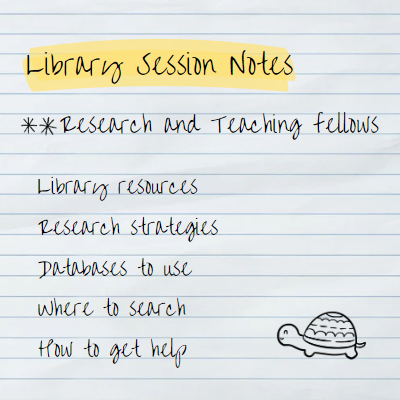 Library Session Notes
**Research and Teaching Fellows
Library resources
Research strategies
Databases to use
Where to search
How to get help